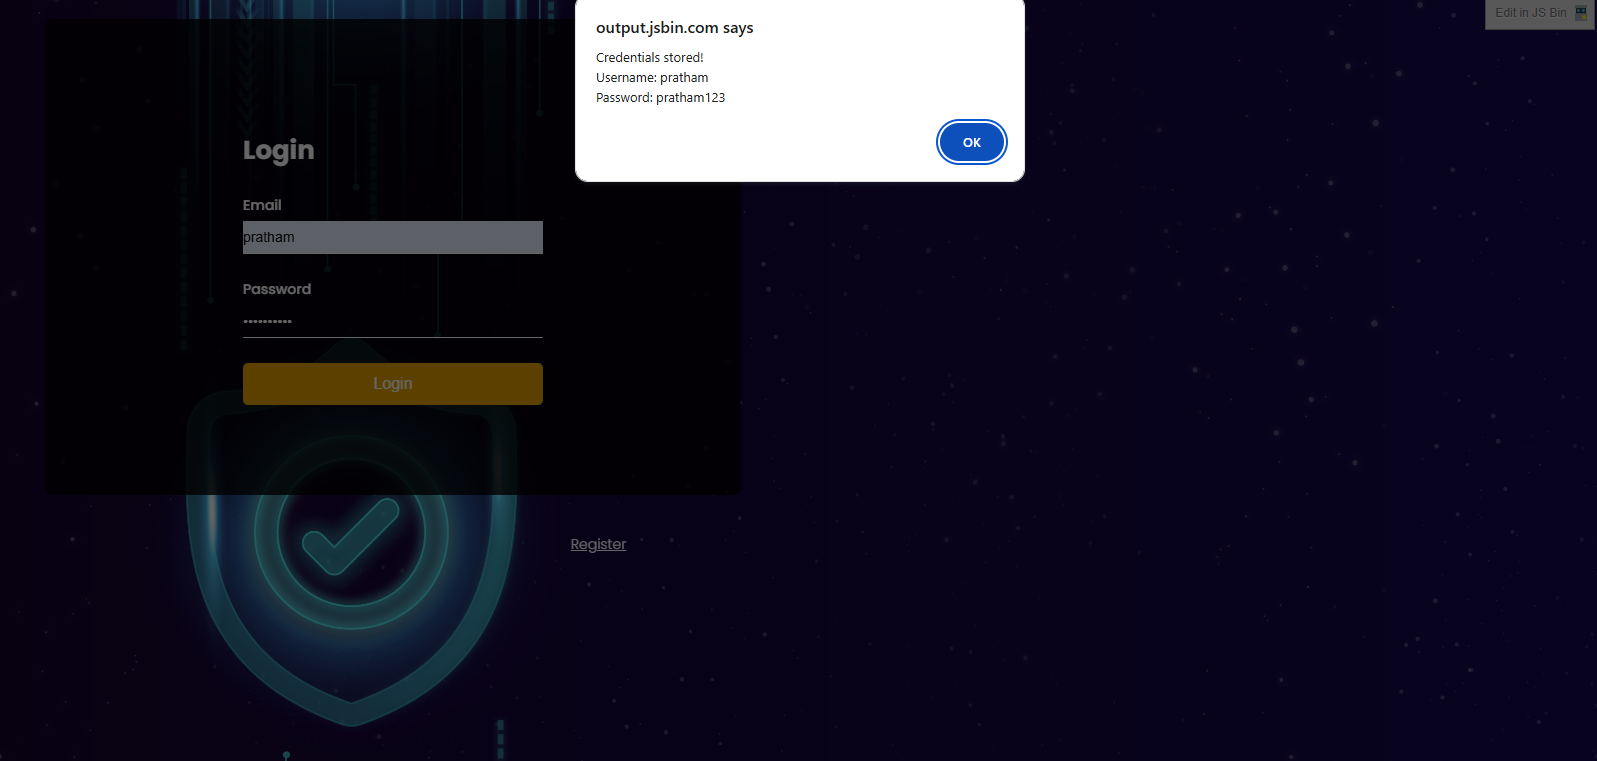 output.jsbin.com says
Credentials stored!
Username: pratham
Password: pratham123
OK
Edit in JS Bin
Login
Email
pratham
Password
••••••••••
Login
Register